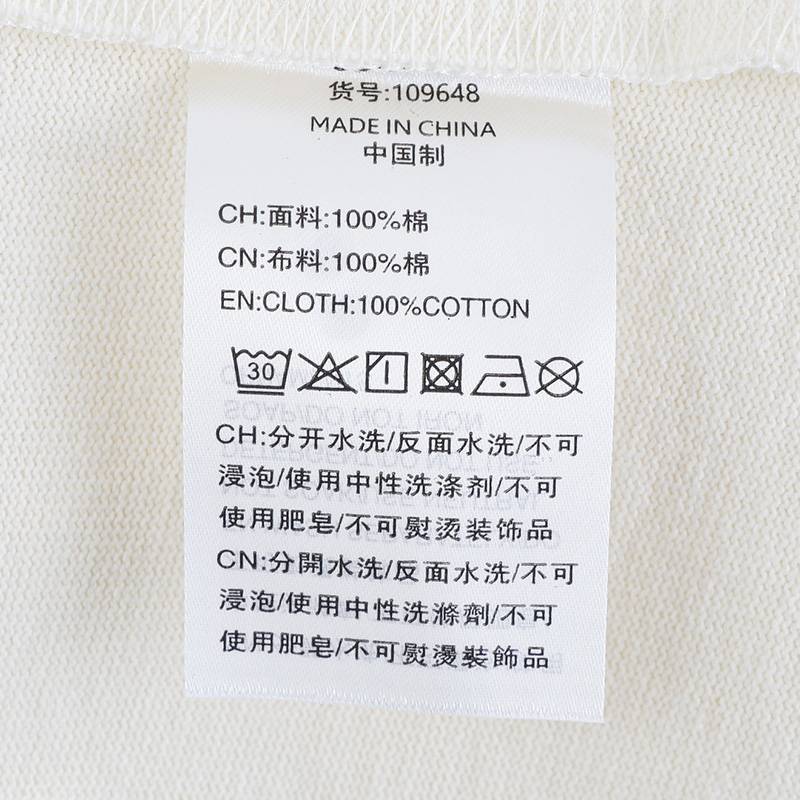 货号:109648
MADE IN CHINA
中国制
CH:面料:100%棉
CN:布料:100%棉
EN:CLOTH:100%COTTON
30
CH:分开水洗/反面水洗/不可
浸泡/使用中性洗涤剂/不可
使用肥皂/不可熨烫装饰品
CN:分開水洗/反面水洗/不可
浸泡/使用中性洗滌劑/不可
使用肥皂/不可熨燙裝飾品